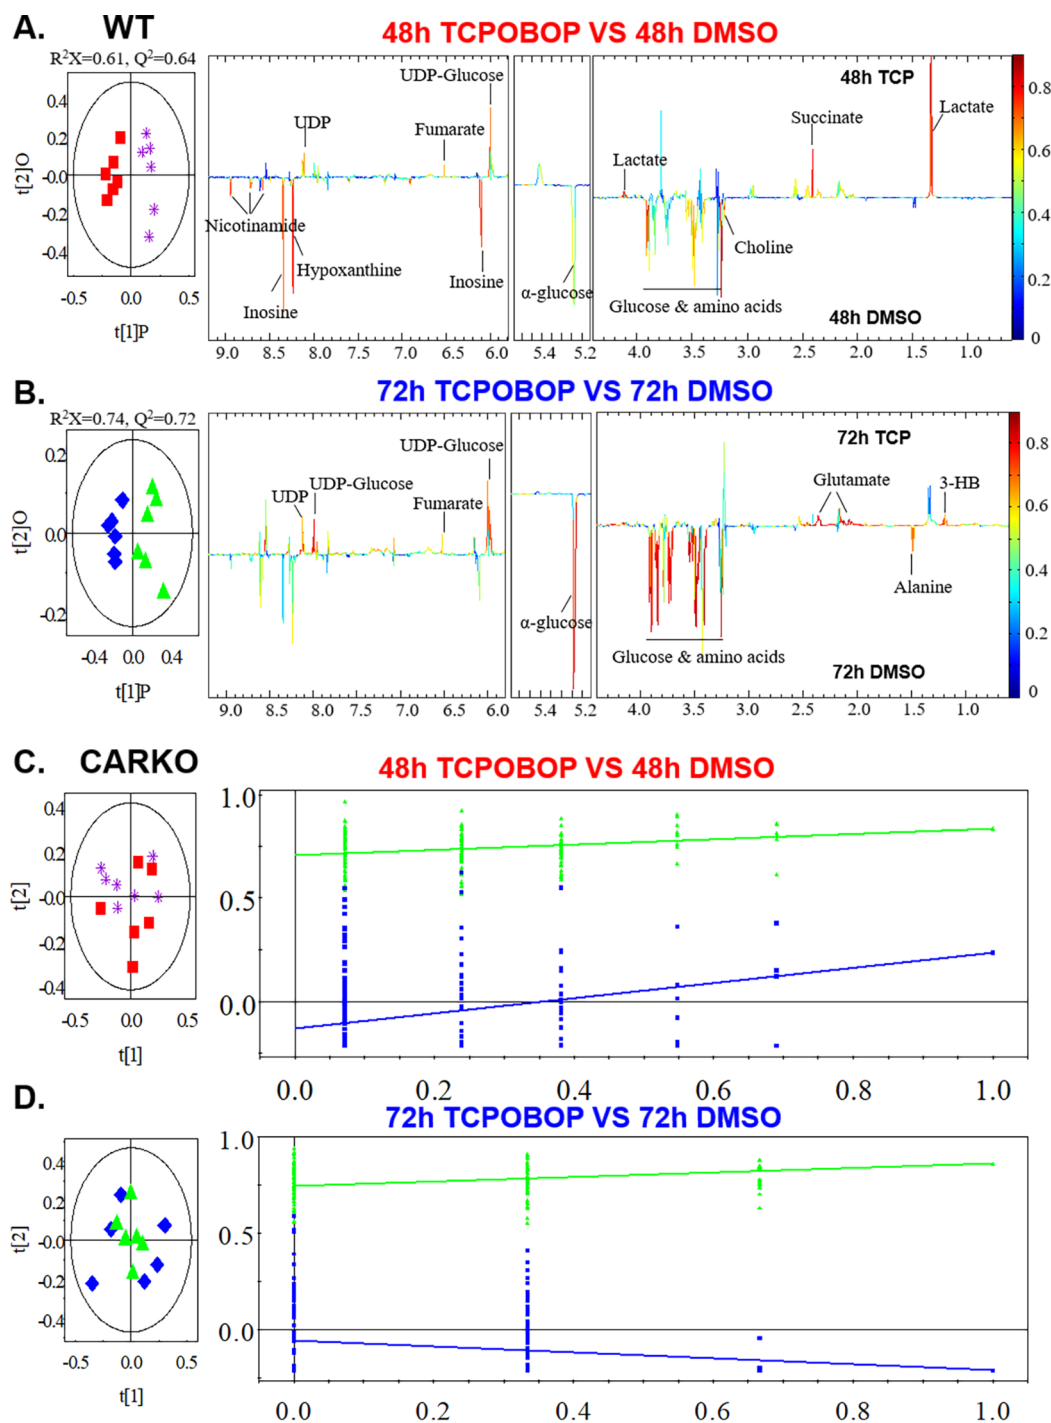 A. WT
48h TCPOBOP VS 48h DMSO
R²X=0.61, Q²=0.64
t[2]O
0.4
0.2
-0.0
-0.2
-0.4
-0.5 0.0 0.5
t[1]P
UDP
Fumarate
UDP-Glucose
Nicotinamide
Hypoxanthine
Inosine
Inosine
9.0 8.5 8.0 7.5 7.0 6.5 6.0
α-glucose
5.4 5.2
48h TCP
Lactate
Succinate
Lactate
Choline
Glucose & amino acids
48h DMSO
4.0 3.5 3.0 2.5 2.0 1.5 1.0
0.8
0.6
0.4
0.2
0
B.
72h TCPOBOP VS 72h DMSO
R²X=0.74, Q²=0.72
t[2]O
0.2
0.0
-0.2
-0.4 0.0 0.4
t[1]P
UDP
UDP-Glucose
Fumarate
UDP-Glucose
9.0 8.5 8.0 7.5 7.0 6.5 6.0
α-glucose
5.4 5.2
72h TCP
Glutamate
3-HB
Alanine
Glucose & amino acids
72h DMSO
4.0 3.5 3.0 2.5 2.0 1.5 1.0
0.8
0.6
0.4
0.2
0
C. CARKO
48h TCPOBOP VS 48h DMSO
t[2]
0.4
0.2
-0.0
-0.2
-0.4
-0.5 0.0 0.5
t[1]
1.0
0.5
0.0
0.0 0.2 0.4 0.6 0.8 1.0
D.
72h TCPOBOP VS 72h DMSO
t[2]
0.4
0.2
-0.0
-0.2
-0.4
-0.5 0.0 0.5
t[1]
1.0
0.5
0.0
0.0 0.2 0.4 0.6 0.8 1.0